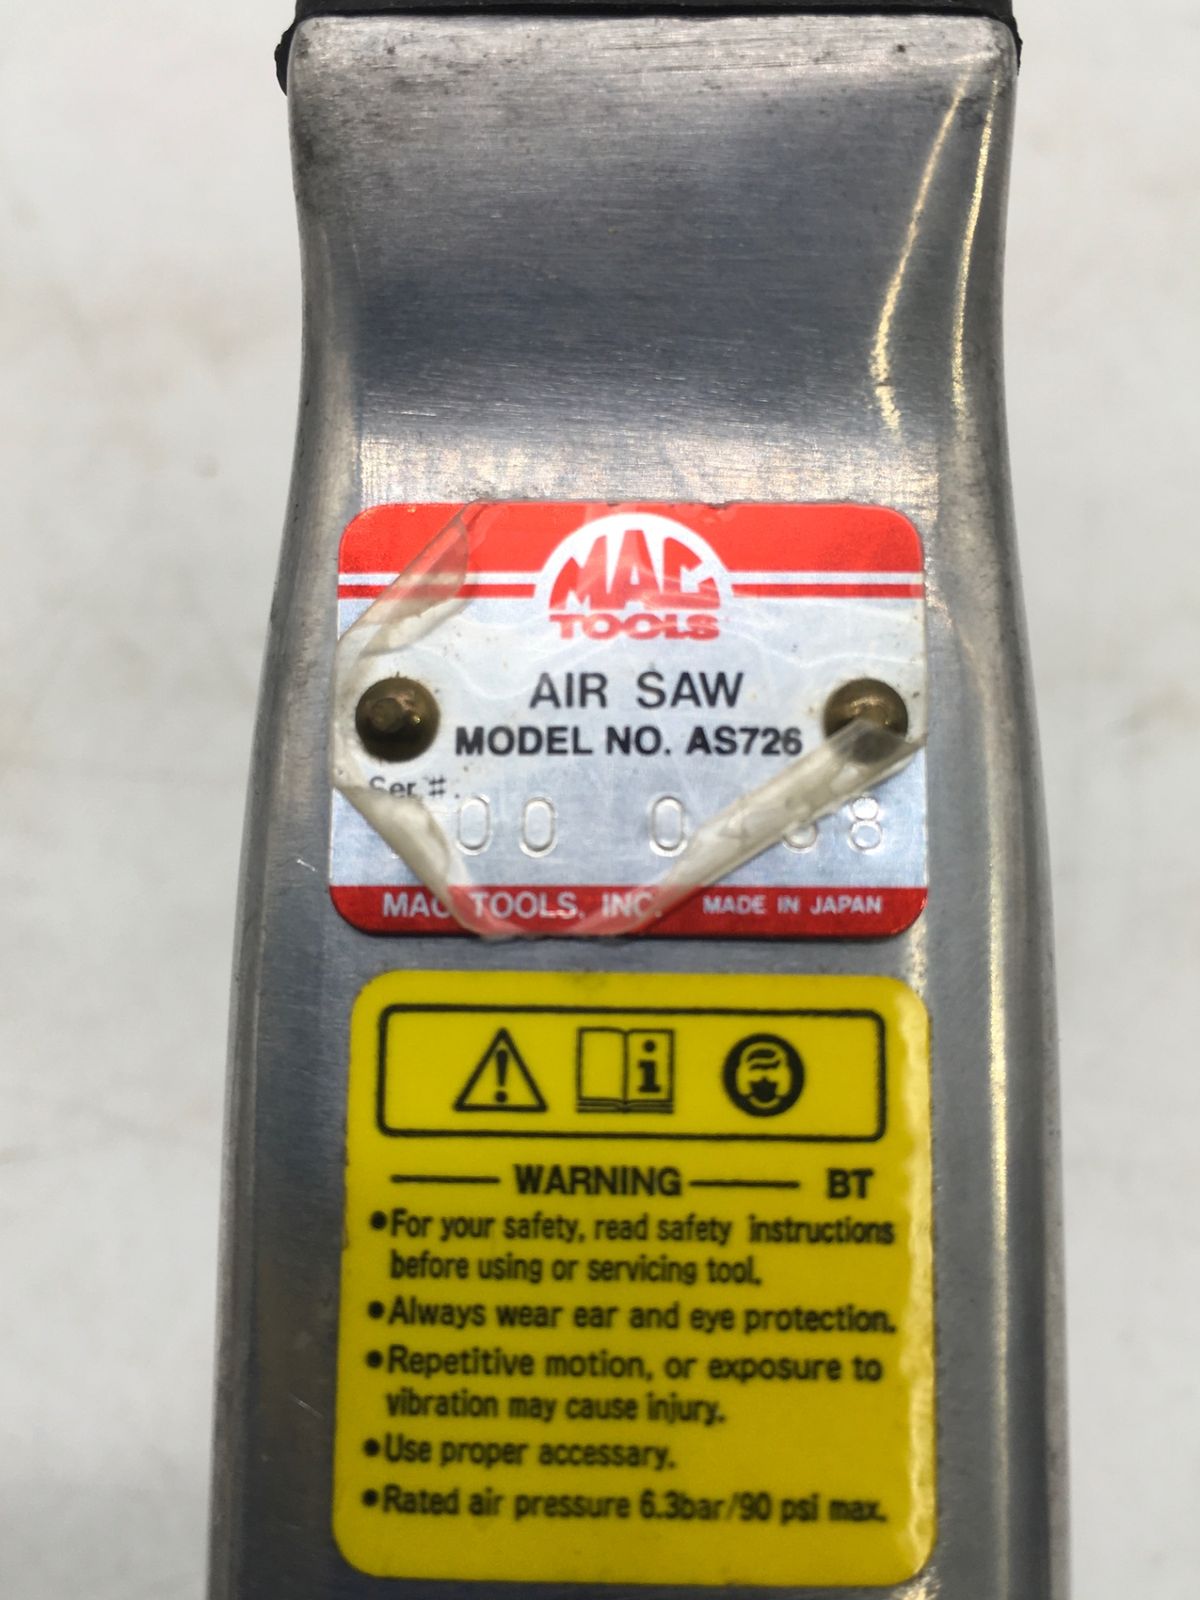 MAC
TOOLS
AIR SAW
MODEL NO. AS726
Ser. #.
00 0438
MAC TOOLS, INC. MADE IN JAPAN
WARNING BT
●For your safety, read safety instructions
before using or servicing tool.
●Always wear ear and eye protection.
●Repetitive motion, or exposure to
vibration may cause injury.
●Use proper accessary.
●Rated air pressure 6.3bar/90 psi max.